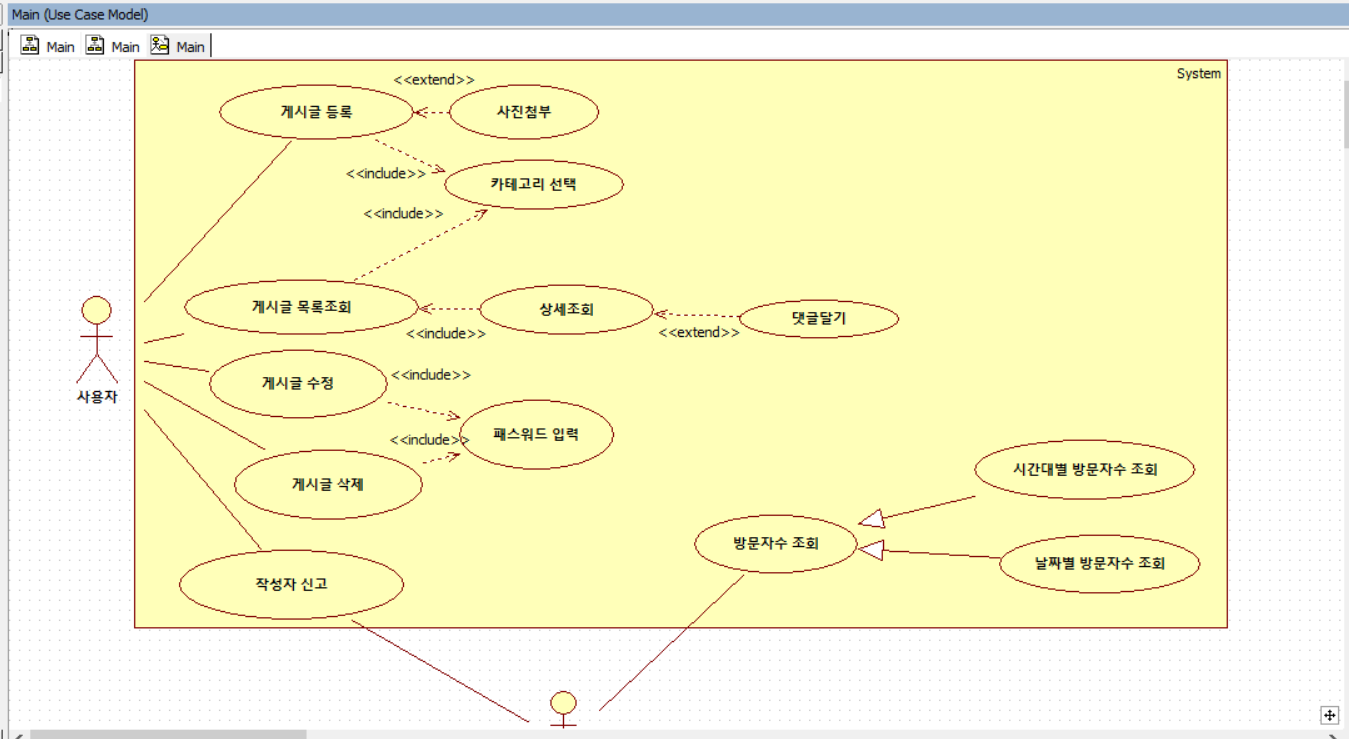 Main (Use Case Model)
Main Main Main
System
<<extend>>
게시글 등록
사진첨부
<<include>>
카테고리 선택
<<include>>
게시글 목록조회
상세조회
댓글달기
<<include>>
<<extend>>
게시글 수정
<<include>>
사용자
패스워드 입력
<<include>>
게시글 삭제
시간대별 방문자수 조회
방문자수 조회
날짜별 방문자수 조회
작성자 신고